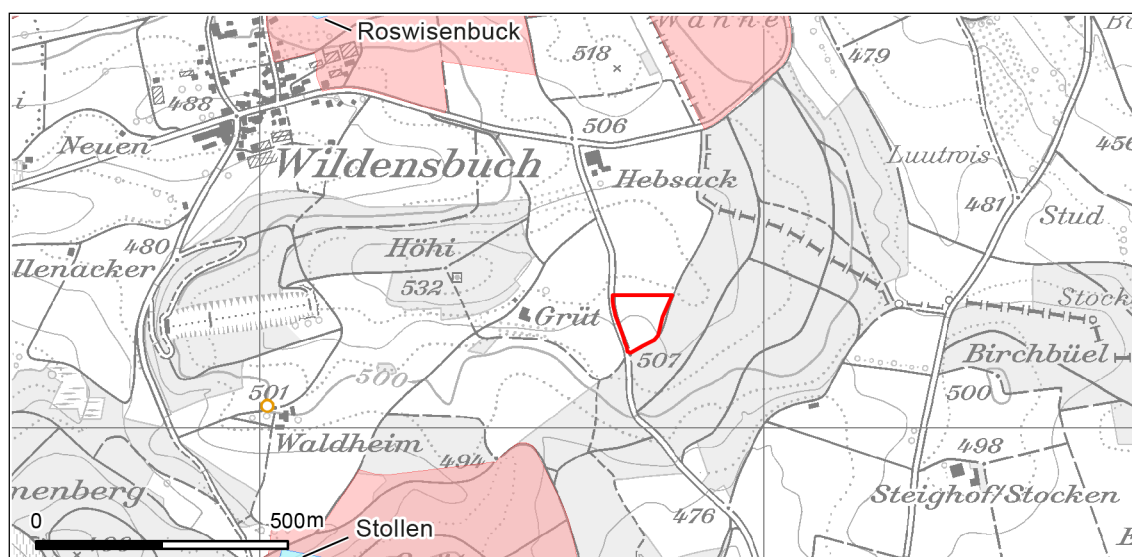 Wanne
Roswisenbuck
518
479
488
506
456
Neuen
Wildensbuch
Hebsack
Luutrois
481
Stud
480
Höhi
llenacker
532
Grüt
Stock
507
Birchbüel
500
501
500
Waldheim
494
498
nenberg
Steighof/Stocken
0
500m
476
Stollen